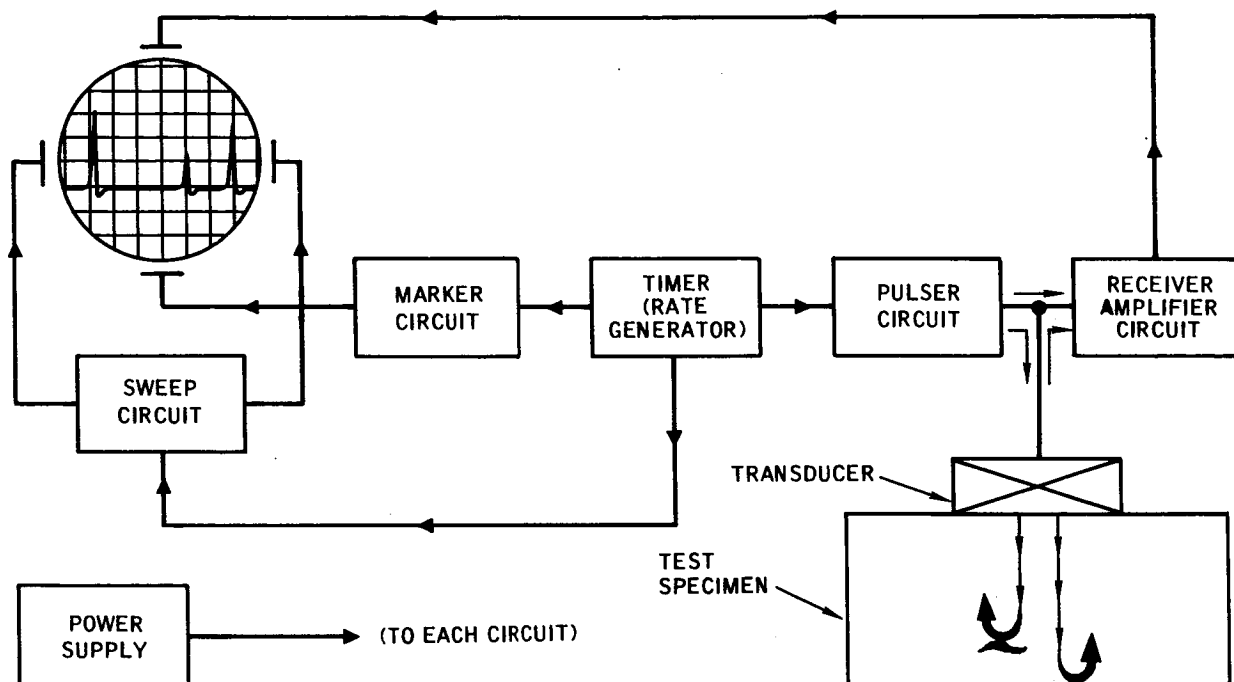 MARKER
CIRCUIT
TIMER
(RATE
GENERATOR)
PULSER
CIRCUIT
RECEIVER
AMPLIFIER
CIRCUIT
SWEEP
CIRCUIT
TRANSDUCER
TEST
SPECIMEN
POWER
SUPPLY
(TO EACH CIRCUIT)